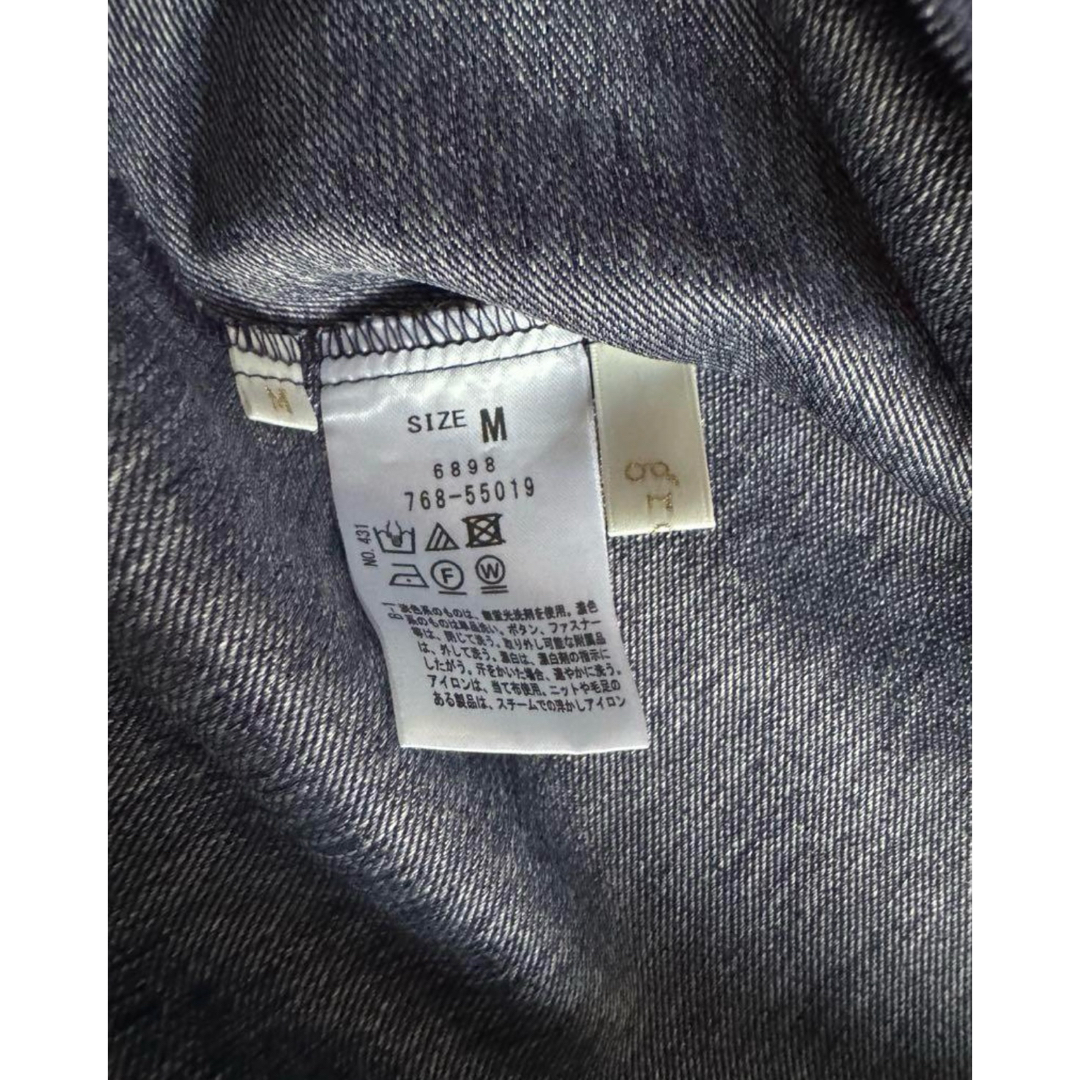 M
SIZE M
6898
768-55019
NO. 431
F
W
淡色系のものは、無蛍光洗剤を使用。濃色
系のものは単品洗い。ボタン、ファスナー
等は、閉じて洗う。取り外し可能な附属品
は、外して洗う。漂白は、漂白剤の指示に
したがう。汗をかいた場合、速やかに洗う。
アイロンは、当て布使用。ニットや毛足の
ある製品は、スチームでの浮かしアイロン